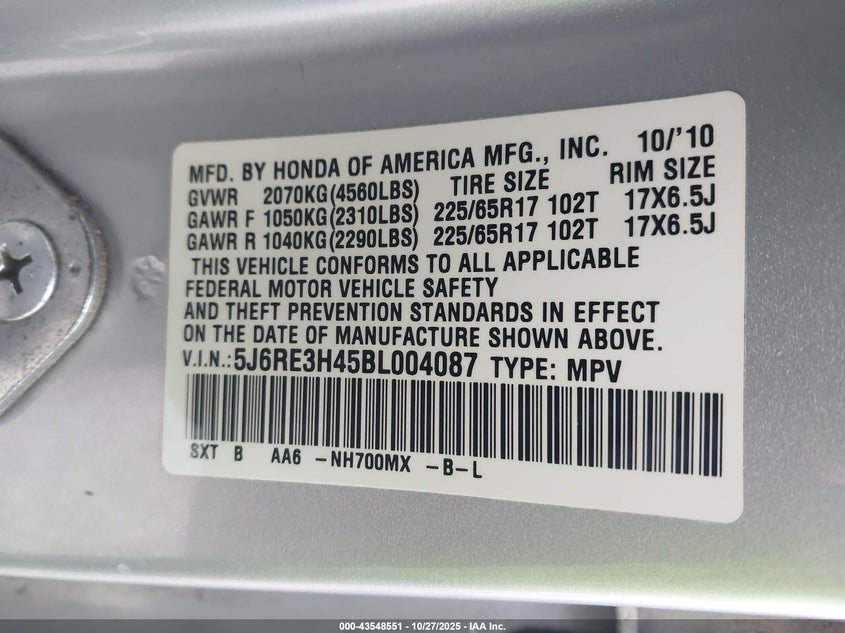 MFD. BY HONDA OF AMERICA MFG., INC. 10/'10
GVWR 2070KG(4560LBS) TIRE SIZE RIM SIZE
GAWR F 1050KG(2310LBS) 225/65R17 102T 17X6.5J
GAWR R 1040KG(2290LBS) 225/65R17 102T 17X6.5J
THIS VEHICLE CONFORMS TO ALL APPLICABLE
FEDERAL MOTOR VEHICLE SAFETY
AND THEFT PREVENTION STANDARDS IN EFFECT
ON THE DATE OF MANUFACTURE SHOWN ABOVE.
V.I.N.:5J6RE3H45BL004087 TYPE: MPV
SXT B AA6 -NH700MX -B-L
000-43548551 - 10/27/2025 - IAA Inc.